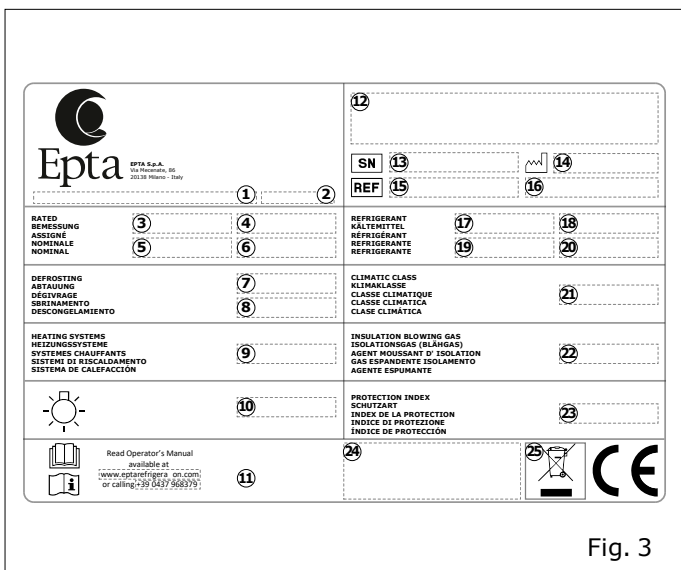 Epta
EPTA S.p.A.
Via Mecenate, 86
20138 Milano - Italy
1
2
12
SN 13
14
REF 15
16
RATED
BEMESSUNG
ASSIGNÉ
NOMINALE
NOMINAL
3
4
5
6
REFRIGERANT
KÄLTEMITTEL
RÉFRIGÉRANT
REFRIGERANTE
REFRIGERANTE
17
18
19
20
DEFROSTING
ABTAUUNG
DÉGIVRAGE
SBRINAMENTO
DESCONGELAMIENTO
7
8
CLIMATIC CLASS
KLIMAKLASSE
CLASSE CLIMATIQUE
CLASSE CLIMATICA
CLASE CLIMÁTICA
21
HEATING SYSTEMS
HEIZUNGSSYSTEME
SYSTEMES CHAUFFANTS
SISTEMI DI RISCALDAMENTO
SISTEMA DE CALEFACCIÓN
9
INSULATION BLOWING GAS
ISOLATIONSGAS (BLÄHGAS)
AGENT MOUSSANT D' ISOLATION
GAS ESPANDENTE ISOLAMENTO
AGENTE ESPUMANTE
22
10
PROTECTION INDEX
SCHUTZART
INDEX DE LA PROTECTION
INDICE DI PROTEZIONE
ÍNDICE DE PROTECCIÓN
23
i
Read Operator's Manual
available at
www.eptarefrigera on.com
or calling +39 0437 968379
11
24
25
CE
Fig. 3